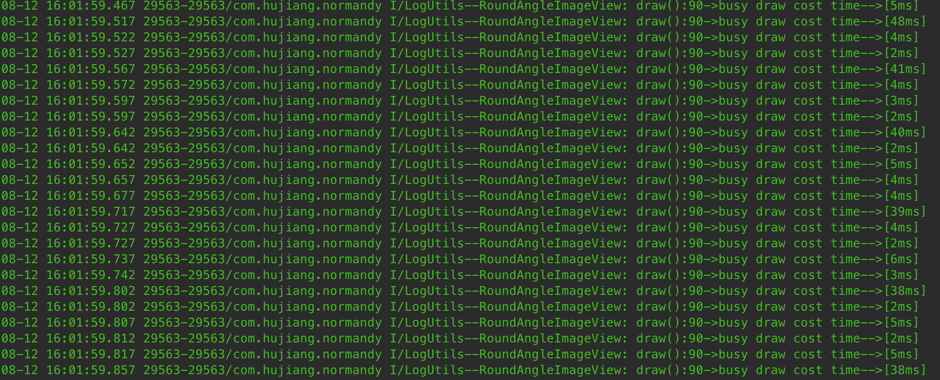 08-12 16:01:59.467 29563-29563/com.hujiang.normandy I/LogUtils--RoundAngleImageView: draw():90->busy draw cost time-->[5ms]
08-12 16:01:59.517 29563-29563/com.hujiang.normandy I/LogUtils--RoundAngleImageView: draw():90->busy draw cost time-->[48ms]
08-12 16:01:59.522 29563-29563/com.hujiang.normandy I/LogUtils--RoundAngleImageView: draw():90->busy draw cost time-->[4ms]
08-12 16:01:59.527 29563-29563/com.hujiang.normandy I/LogUtils--RoundAngleImageView: draw():90->busy draw cost time-->[2ms]
08-12 16:01:59.567 29563-29563/com.hujiang.normandy I/LogUtils--RoundAngleImageView: draw():90->busy draw cost time-->[41ms]
08-12 16:01:59.572 29563-29563/com.hujiang.normandy I/LogUtils--RoundAngleImageView: draw():90->busy draw cost time-->[4ms]
08-12 16:01:59.597 29563-29563/com.hujiang.normandy I/LogUtils--RoundAngleImageView: draw():90->busy draw cost time-->[3ms]
08-12 16:01:59.597 29563-29563/com.hujiang.normandy I/LogUtils--RoundAngleImageView: draw():90->busy draw cost time-->[2ms]
08-12 16:01:59.642 29563-29563/com.hujiang.normandy I/LogUtils--RoundAngleImageView: draw():90->busy draw cost time-->[40ms]
08-12 16:01:59.642 29563-29563/com.hujiang.normandy I/LogUtils--RoundAngleImageView: draw():90->busy draw cost time-->[2ms]
08-12 16:01:59.652 29563-29563/com.hujiang.normandy I/LogUtils--RoundAngleImageView: draw():90->busy draw cost time-->[5ms]
08-12 16:01:59.657 29563-29563/com.hujiang.normandy I/LogUtils--RoundAngleImageView: draw():90->busy draw cost time-->[4ms]
08-12 16:01:59.677 29563-29563/com.hujiang.normandy I/LogUtils--RoundAngleImageView: draw():90->busy draw cost time-->[4ms]
08-12 16:01:59.717 29563-29563/com.hujiang.normandy I/LogUtils--RoundAngleImageView: draw():90->busy draw cost time-->[39ms]
08-12 16:01:59.727 29563-29563/com.hujiang.normandy I/LogUtils--RoundAngleImageView: draw():90->busy draw cost time-->[4ms]
08-12 16:01:59.727 29563-29563/com.hujiang.normandy I/LogUtils--RoundAngleImageView: draw():90->busy draw cost time-->[2ms]
08-12 16:01:59.737 29563-29563/com.hujiang.normandy I/LogUtils--RoundAngleImageView: draw():90->busy draw cost time-->[6ms]
08-12 16:01:59.742 29563-29563/com.hujiang.normandy I/LogUtils--RoundAngleImageView: draw():90->busy draw cost time-->[3ms]
08-12 16:01:59.802 29563-29563/com.hujiang.normandy I/LogUtils--RoundAngleImageView: draw():90->busy draw cost time-->[38ms]
08-12 16:01:59.802 29563-29563/com.hujiang.normandy I/LogUtils--RoundAngleImageView: draw():90->busy draw cost time-->[2ms]
08-12 16:01:59.807 29563-29563/com.hujiang.normandy I/LogUtils--RoundAngleImageView: draw():90->busy draw cost time-->[5ms]
08-12 16:01:59.812 29563-29563/com.hujiang.normandy I/LogUtils--RoundAngleImageView: draw():90->busy draw cost time-->[2ms]
08-12 16:01:59.817 29563-29563/com.hujiang.normandy I/LogUtils--RoundAngleImageView: draw():90->busy draw cost time-->[5ms]
08-12 16:01:59.857 29563-29563/com.hujiang.normandy I/LogUtils--RoundAngleImageView: draw():90->busy draw cost time-->[38ms]